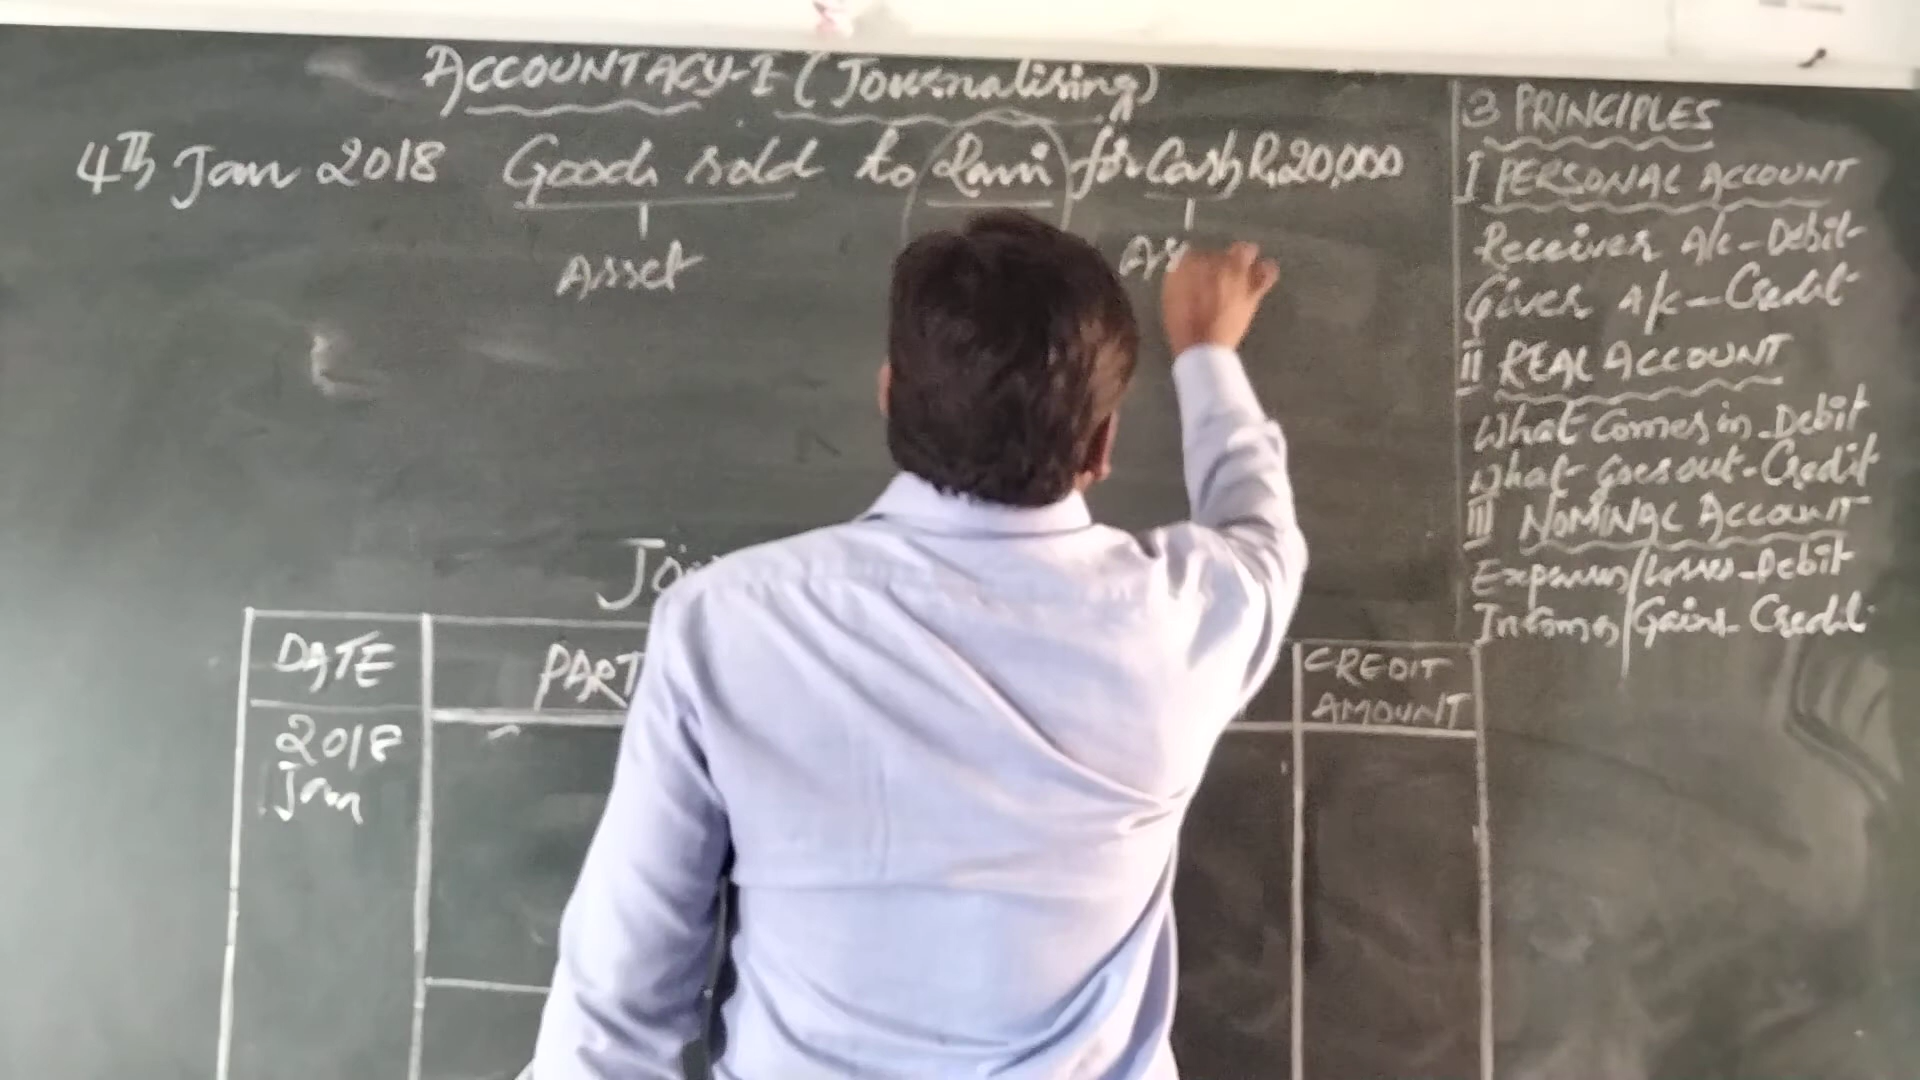 ACCOUNTACY-I (Journalising)
4Th Jan 2018 Goods sold to Rani for Cash Rs 20,000
Asset
As
Jo
DATE
PART
CREDIT
AMOUNT
2018
Jan
3 PRINCIPLES
I PERSONAL ACCOUNT
Receiver A/c - Debit
Giver A/c - Credit
II REAL ACCOUNT
What Comes in - Debit
What goes out - Credit
III NOMINAL ACCOUNT
Expenses/Losses - Debit
Incomes/Gains - Credit